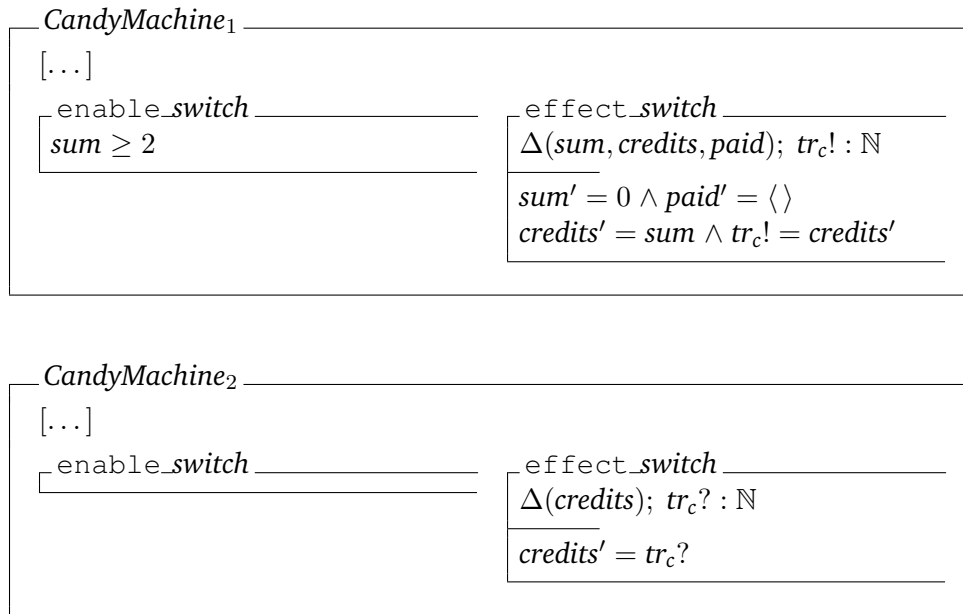 CandyMachine₁
[...]
enable_switch
sum ≥ 2
effect_switch
Δ(sum, credits, paid); tr_c! : ℕ
sum′ = 0 ∧ paid′ = ⟨ ⟩
credits′ = sum ∧ tr_c! = credits′
CandyMachine₂
[...]
enable_switch
effect_switch
Δ(credits); tr_c? : ℕ
credits′ = tr_c?